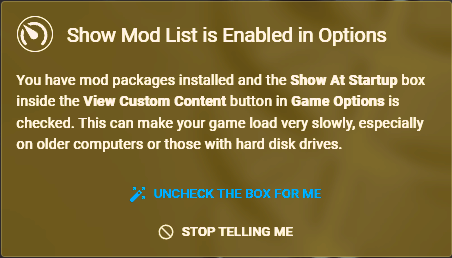 Show Mod List is Enabled in Options
You have mod packages installed and the Show At Startup box
inside the View Custom Content button in Game Options is
checked. This can make your game load very slowly, especially
on older computers or those with hard disk drives.
UNCHECK THE BOX FOR ME
STOP TELLING ME